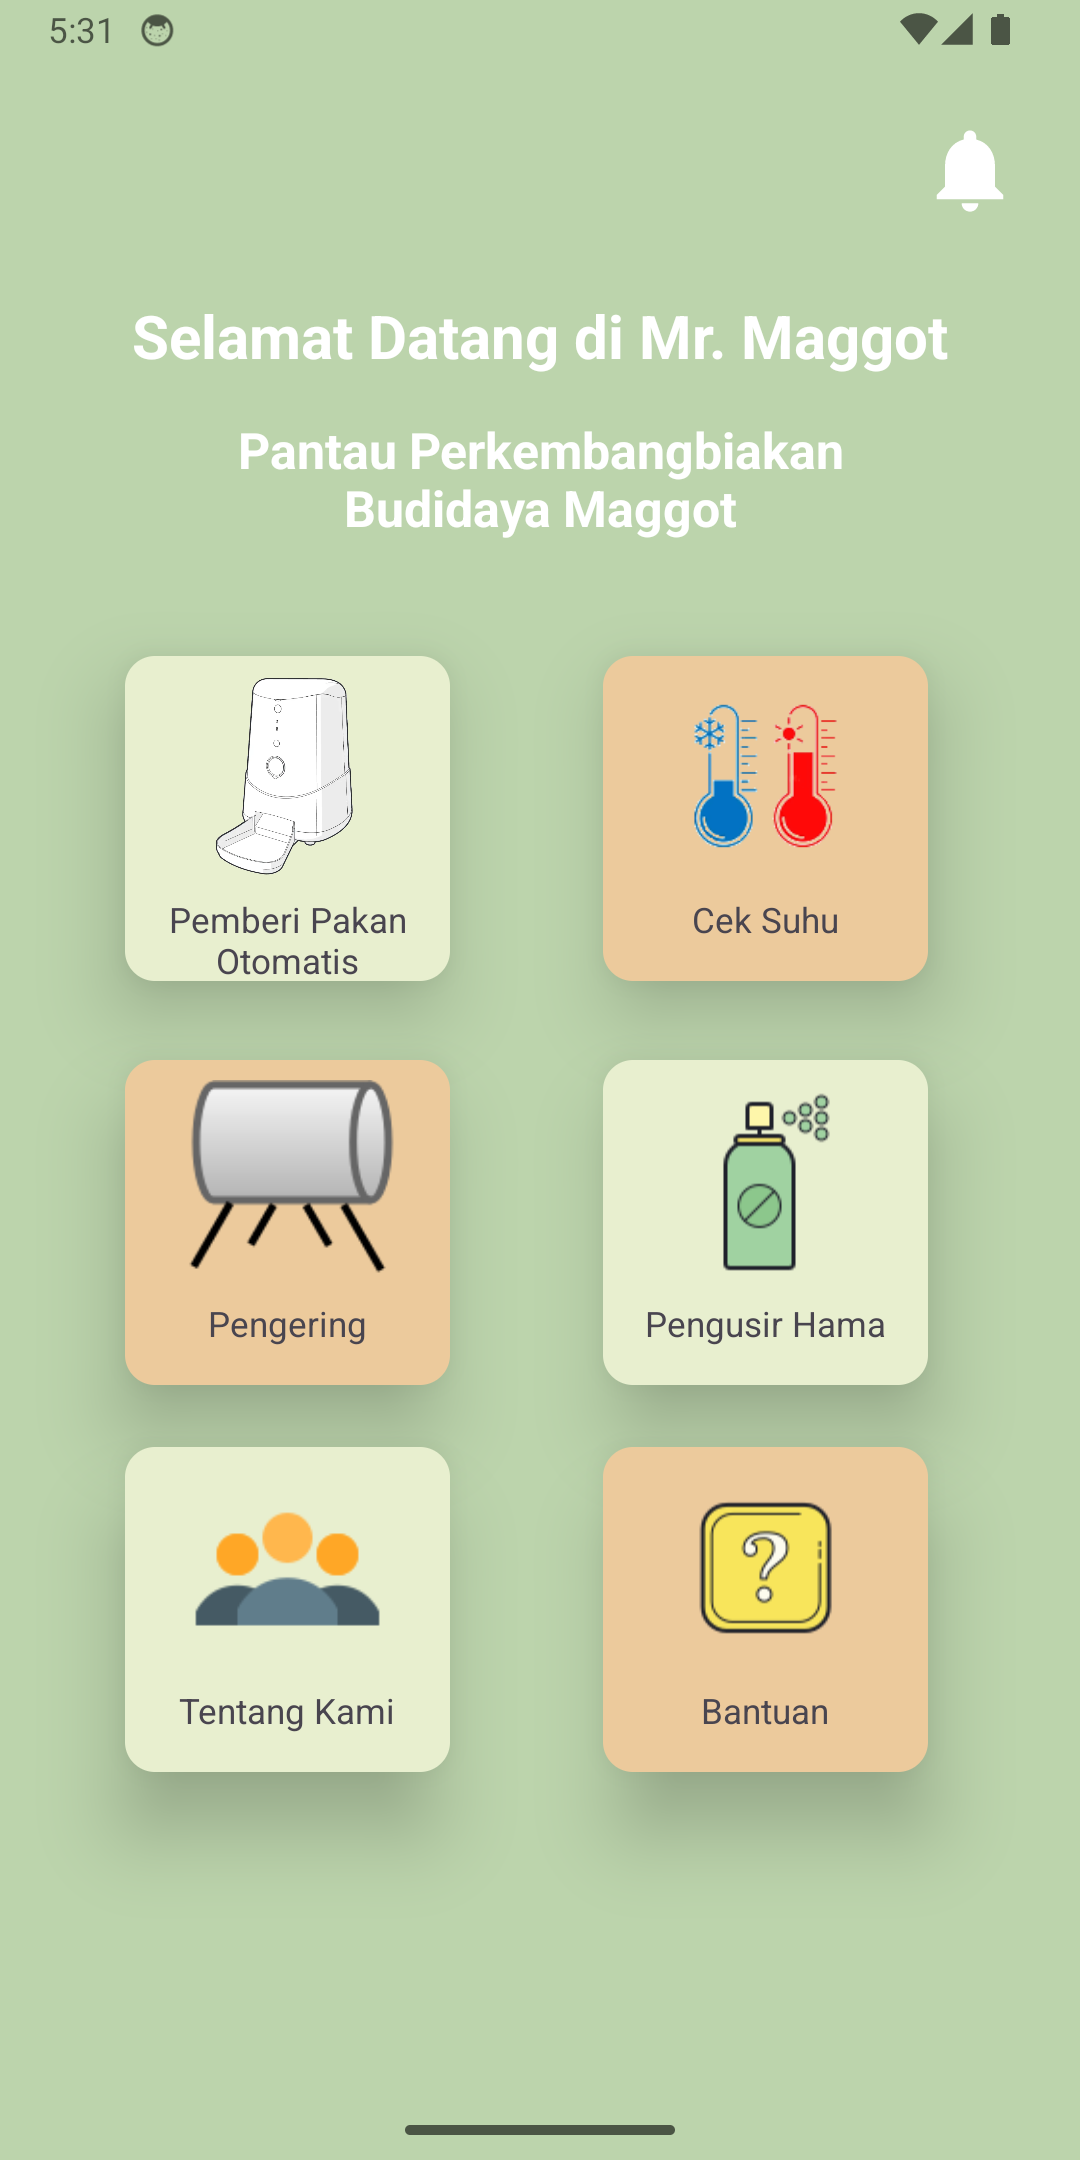 5:31
Selamat Datang di Mr. Maggot
Pantau Perkembangbiakan
Budidaya Maggot
Pemberi Pakan
Otomatis
Cek Suhu
Pengering
Pengusir Hama
Tentang Kami
Bantuan